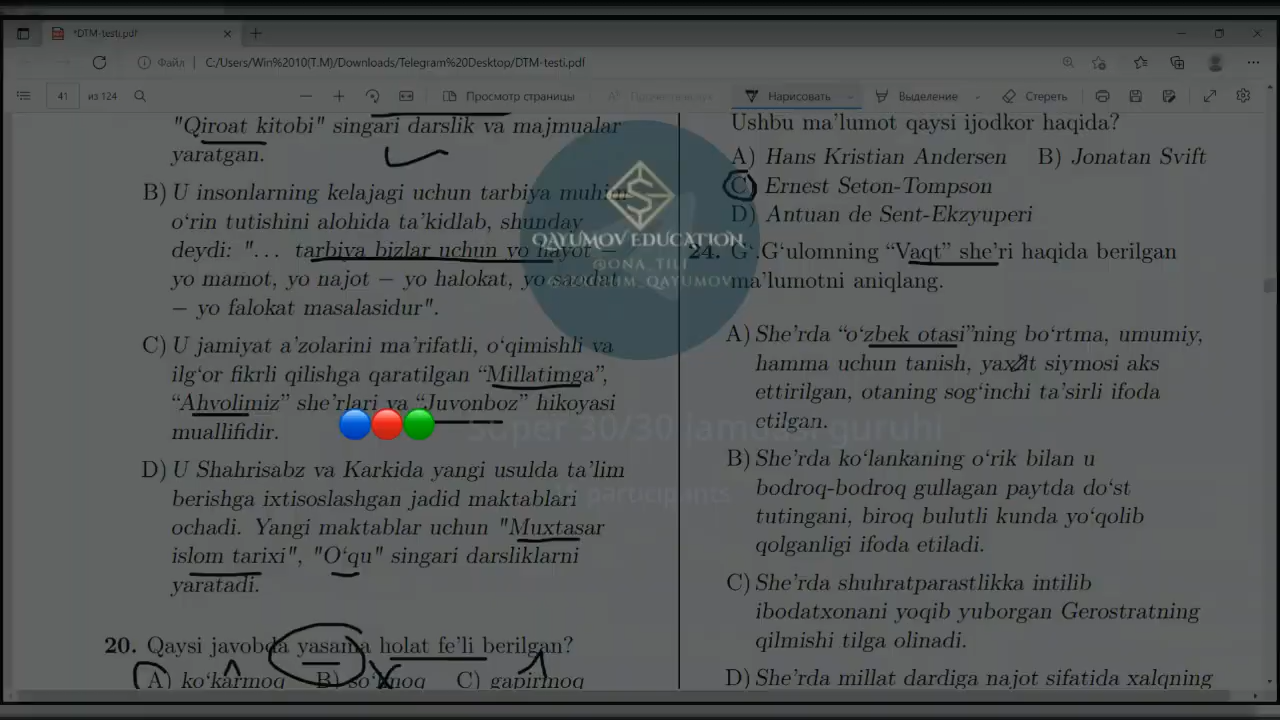 *DTM-testi.pdf
Файл
C:/Users/Win%2010(T.M)/Downloads/Telegram%20Desktop/DTM-testi.pdf
41 из 124
Просмотр страницы
Нарисовать
Выделение
Стереть
"Qiroat kitobi" singari darslik va majmualar
yaratgan.
B) U insonlarning kelajagi uchun tarbiya muhim
o‘rin tutishini alohida ta’kidlab, shunday
deydi: "... tarbiya bizlar uchun yo hayot –
yo mamot, yo najot – yo halokat, yo saodat
– yo falokat masalasidur".
C) U jamiyat a’zolarini ma’rifatli, o‘qimishli va
ilg‘or fikrli qilishga qaratilgan “Millatimga”,
“Ahvolimiz” she’rlari va “Juvonboz” hikoyasi
muallifidir.
D) U Shahrisabz va Karkida yangi usulda ta’lim
berishga ixtisoslashgan jadid maktablari
ochadi. Yangi maktablar uchun "Muxtasar
islom tarixi", "O‘qu" singari darsliklarni
yaratadi.
20. Qaysi javobda yasama holat fe’li berilgan?
A) ko‘karmoq B) so‘lmoq C) gapirmoq
Ushbu ma’lumot qaysi ijodkor haqida?
A) Hans Kristian Andersen B) Jonatan Svift
C) Ernest Seton-Tompson
D) Antuan de Sent-Ekzyuperi
24. G‘.G‘ulomning “Vaqt” she’ri haqida berilgan
ma’lumotni aniqlang.
A) She’rda “o‘zbek otasi”ning bo‘rtma, umumiy,
hamma uchun tanish, yaxlit siymosi aks
ettirilgan, otaning sog‘inchi ta’sirli ifoda
etilgan.
B) She’rda ko‘lankaning o‘rik bilan u
bodroq-bodroq gullagan paytda do‘st
tutingani, biroq bulutli kunda yo‘qolib
qolganligi ifoda etiladi.
C) She’rda shuhratparastlikka intilib
ibodatxonani yoqib yuborgan Gerostratning
qilmishi tilga olinadi.
D) She’rda millat dardiga najot sifatida xalqning
QAYUMOV EDUCATION
@ONA_TILI
Super 30/30 jamoasi guruhi
participants